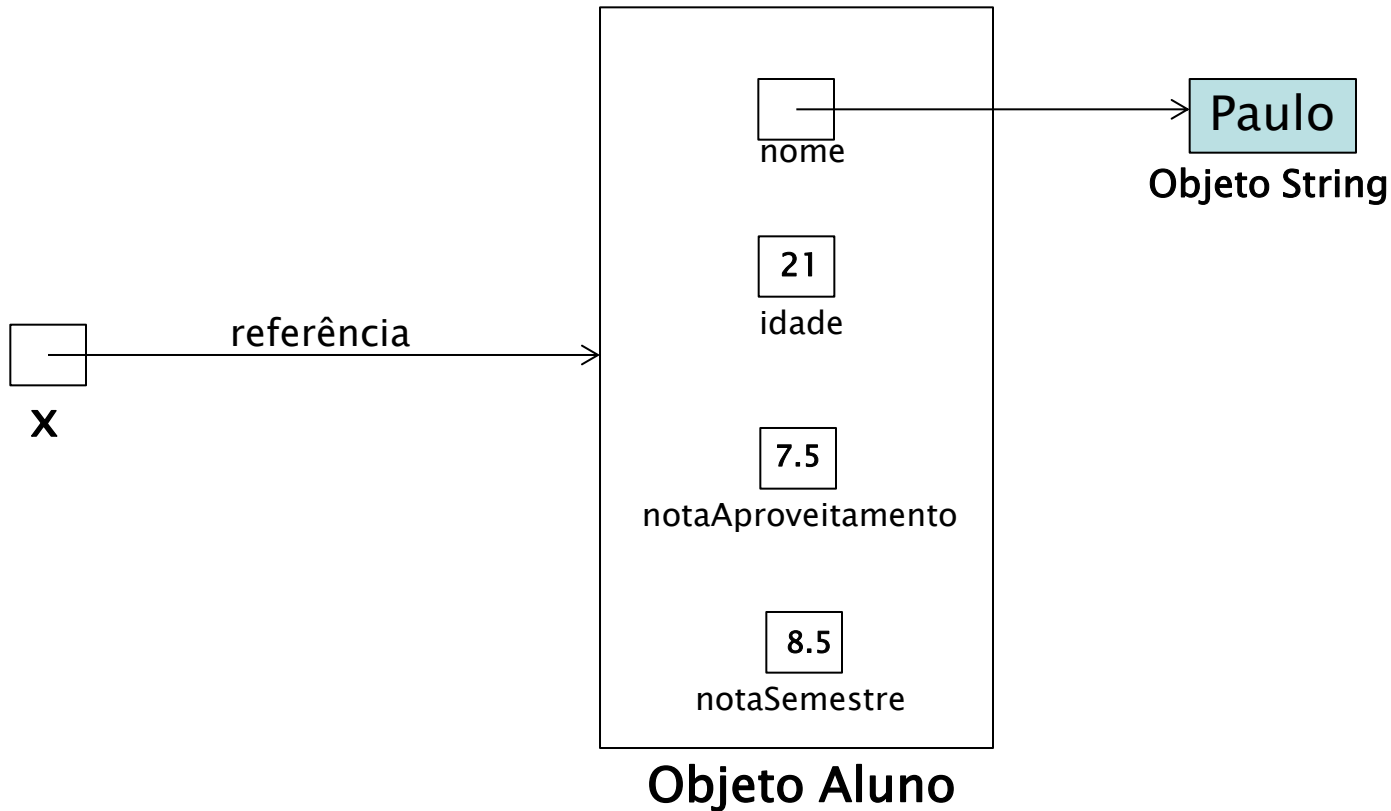 Paulo
nome
Objeto String
21
idade
referência
x
7.5
notaAproveitamento
8.5
notaSemestre
Objeto Aluno